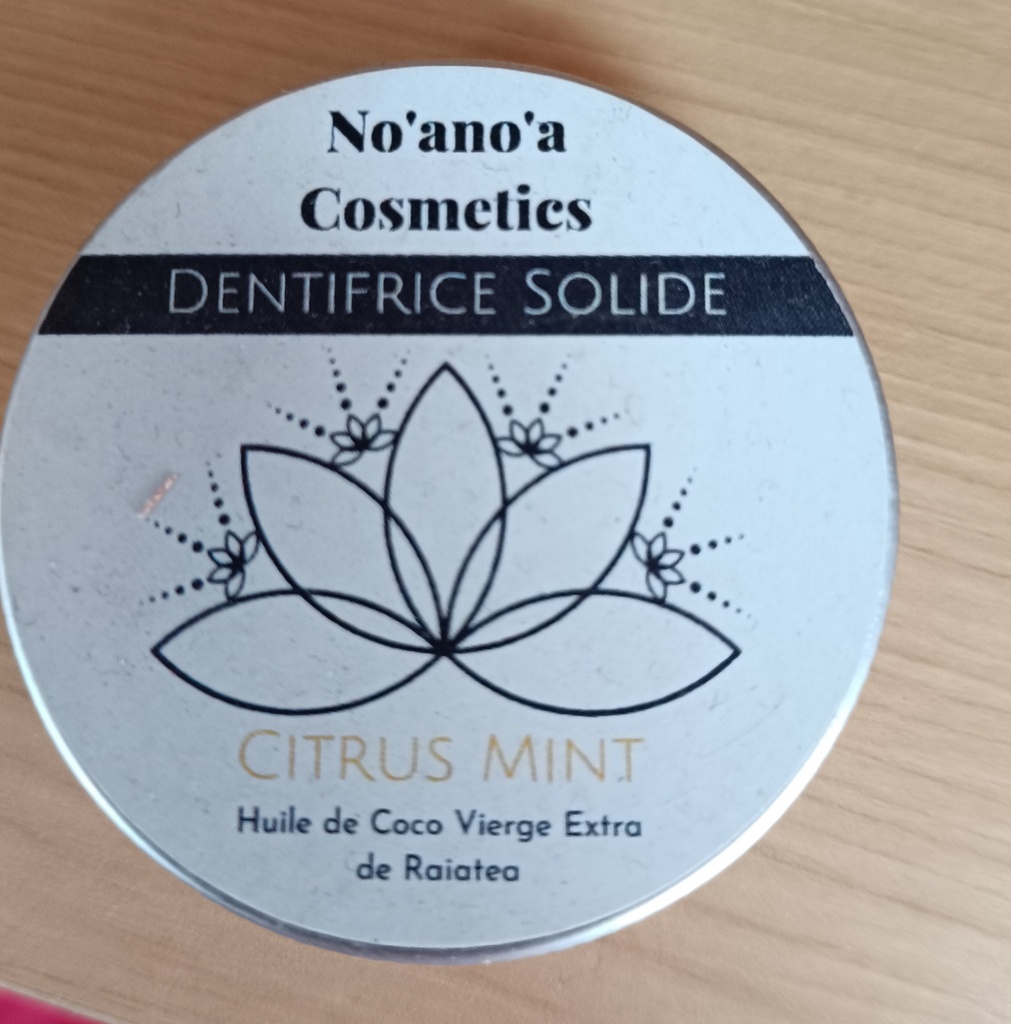 No'ano'a
Cosmetics
DENTIFRICE SOLIDE
CITRUS MINT
Huile de Coco Vierge Extra
de Raiatea